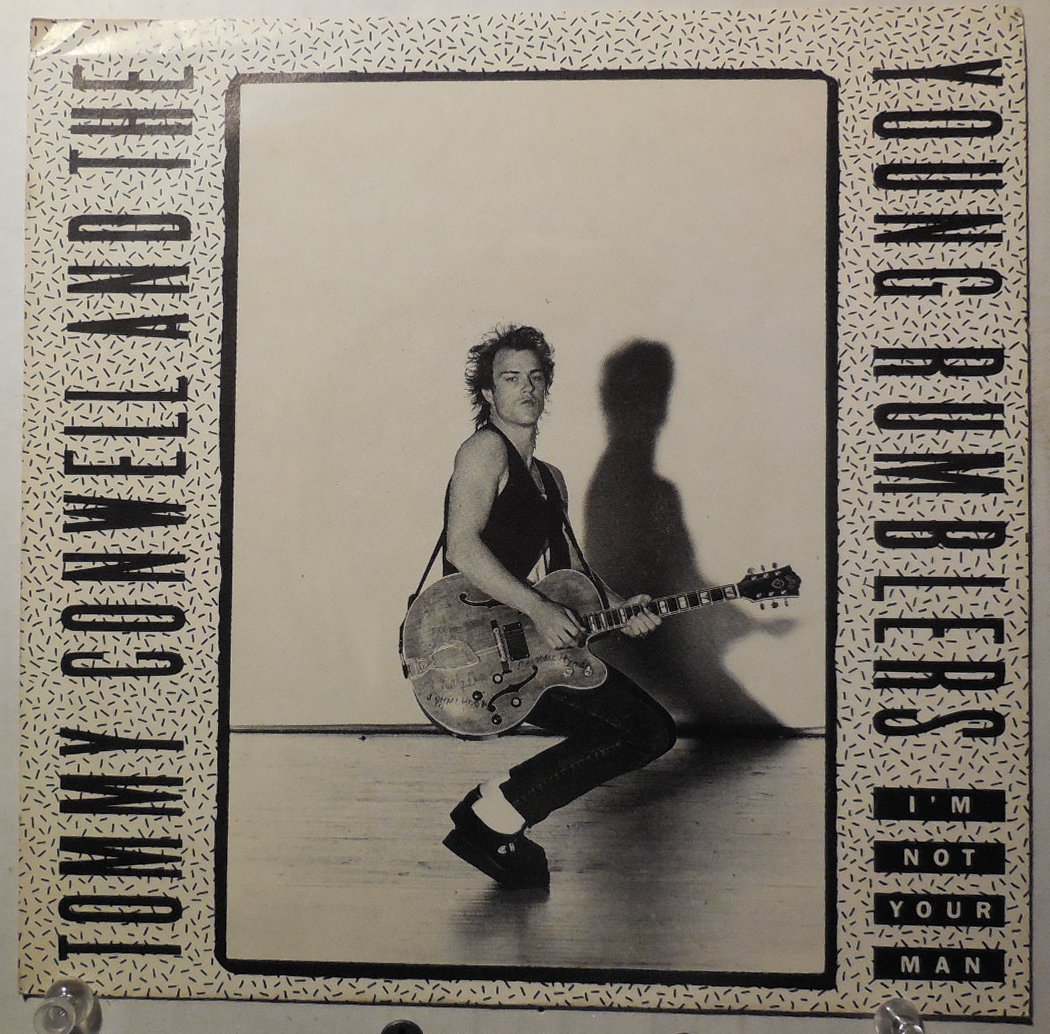 TOMMY CONWELL AND THE
YOUNG RUMBLERS
I'M
NOT
YOUR
MAN